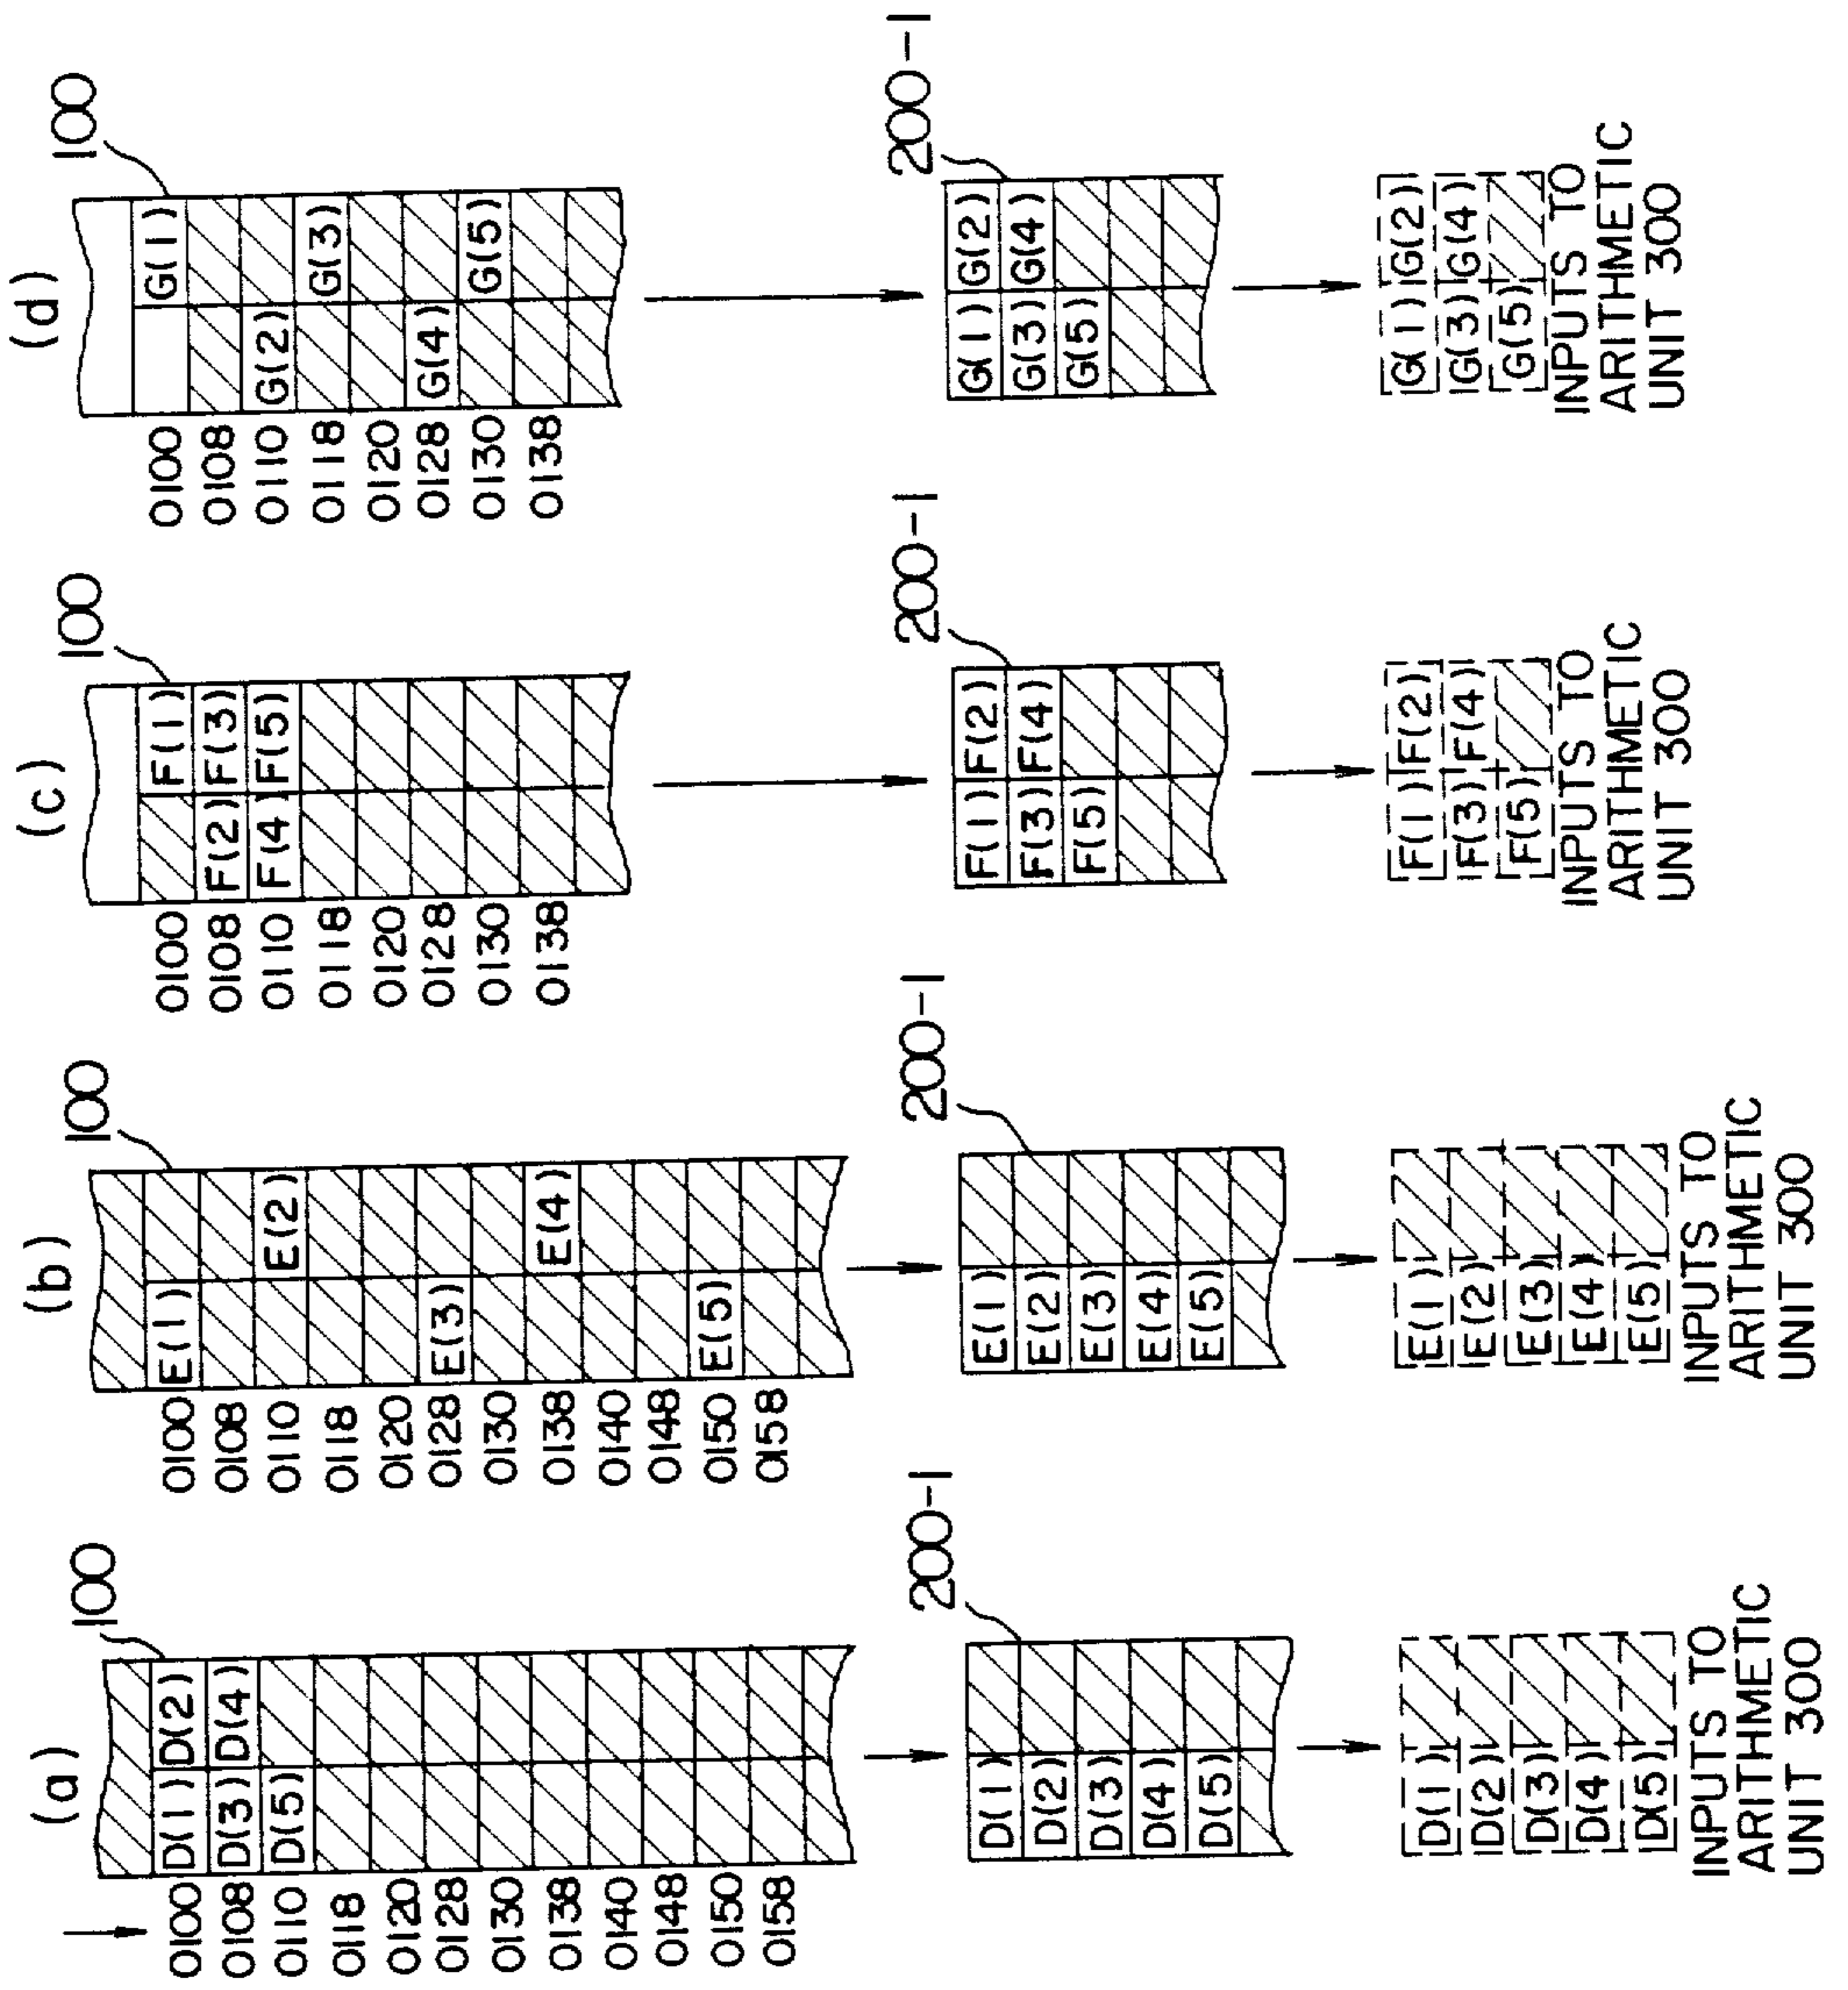 (a)
100
0100 D(1) D(2)
0108 D(3) D(4)
0110 D(5)
0118
0120
0128
0130
0138
0140
0148
0150
0158
200-1
D(1)
D(2)
D(3)
D(4)
D(5)
D(1)
D(2)
D(3)
D(4)
D(5)
INPUTS TO
ARITHMETIC
UNIT 300
(b)
100
0100 E(1)
0108
0110 E(2)
0118
0120
0128 E(3)
0130
0138 E(4)
0140
0148
0150 E(5)
0158
200-1
E(1)
E(2)
E(3)
E(4)
E(5)
E(1)
E(2)
E(3)
E(4)
E(5)
INPUTS TO
ARITHMETIC
UNIT 300
(c)
100
0100 F(1)
0108 F(2) F(3)
0110 F(4) F(5)
0118
0120
0128
0130
0138
200-1
F(1) F(2)
F(3) F(4)
F(5)
F(1) F(2)
F(3) F(4)
F(5)
INPUTS TO
ARITHMETIC
UNIT 300
(d)
100
0100 G(1)
0108
0110 G(2)
0118 G(3)
0120
0128 G(4)
0130 G(5)
0138
200-1
G(1) G(2)
G(3) G(4)
G(5)
G(1) G(2)
G(3) G(4)
G(5)
INPUTS TO
ARITHMETIC
UNIT 300